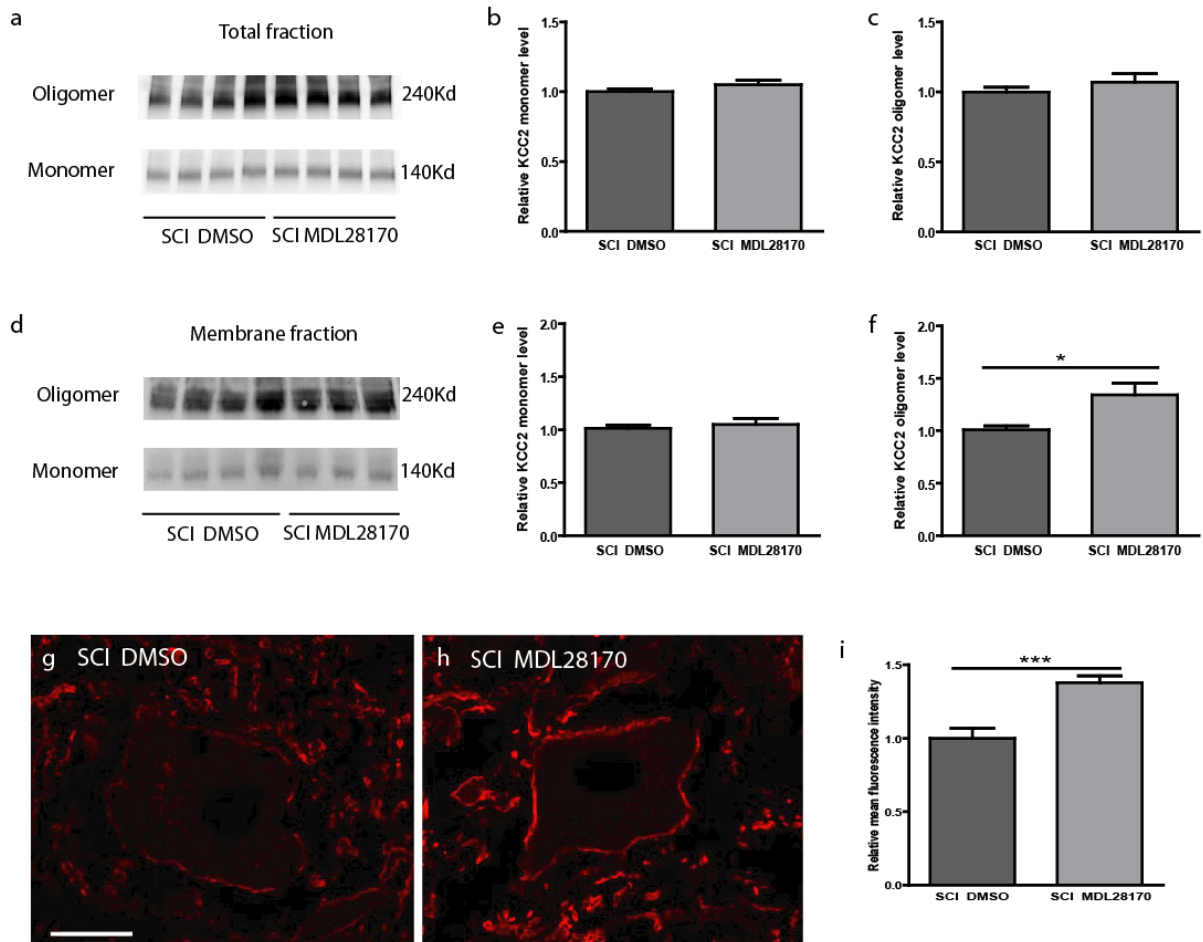 a
Total fraction
Oligomer
240Kd
Monomer
140Kd
SCI DMSO
SCI MDL28170
b
Relative KCC2 monomer level
1.5
1.0
0.5
0.0
SCI DMSO
SCI MDL28170
c
Relative KCC2 oligomer level
1.5
1.0
0.5
0.0
SCI DMSO
SCI MDL28170
d
Membrane fraction
Oligomer
240Kd
Monomer
140Kd
SCI DMSO
SCI MDL28170
e
Relative KCC2 monomer level
2.0
1.5
1.0
0.5
0.0
SCI DMSO
SCI MDL28170
f
Relative KCC2 oligomer level
2.0
1.5
1.0
0.5
0.0
*
SCI DMSO
SCI MDL28170
g SCI DMSO
h SCI MDL28170
i
Relative mean fluorescence intensity
1.5
1.0
0.5
0.0
***
SCI DMSO
SCI MDL28170